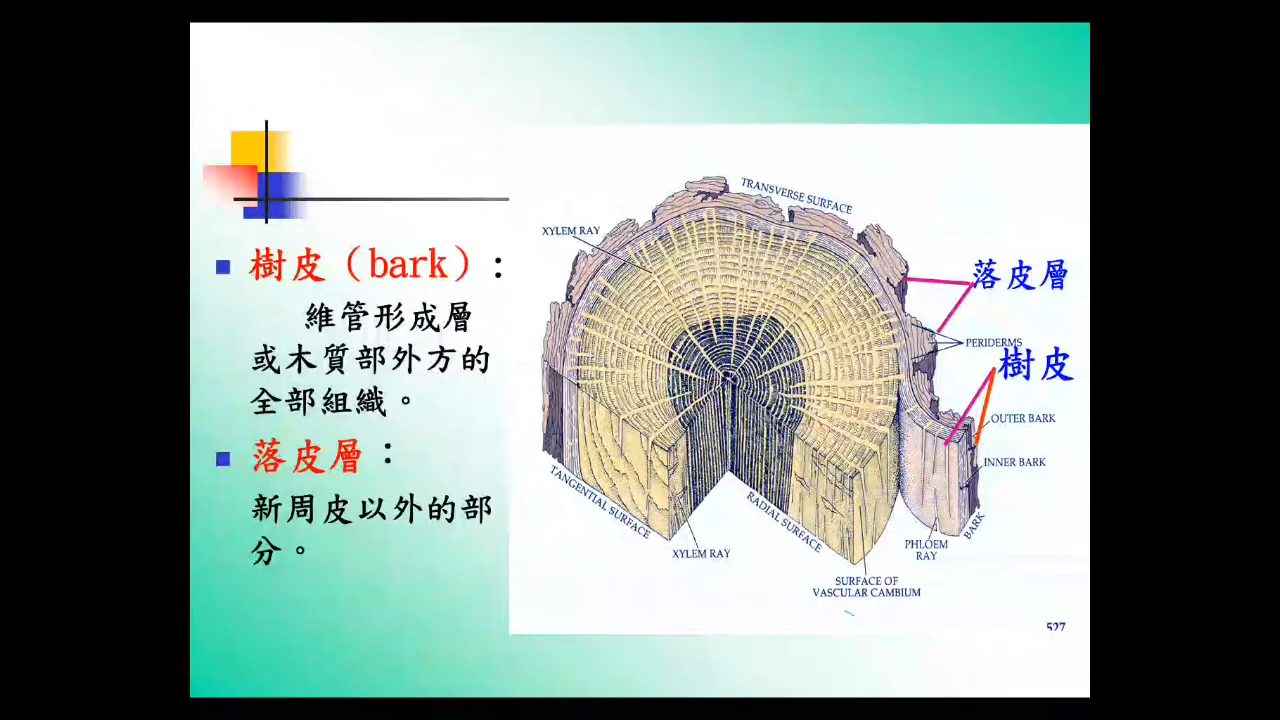 樹皮（bark）：
維管形成層
或木質部外方的
全部組織。
落皮層：
新周皮以外的部
分。
TRANSVERSE SURFACE
XYLEM RAY
落皮層
PERIDERMS
樹皮
OUTER BARK
INNER BARK
TANGENTIAL SURFACE
RADIAL SURFACE
BARK
XYLEM RAY
PHLOEM
RAY
SURFACE OF
VASCULAR CAMBIUM
527